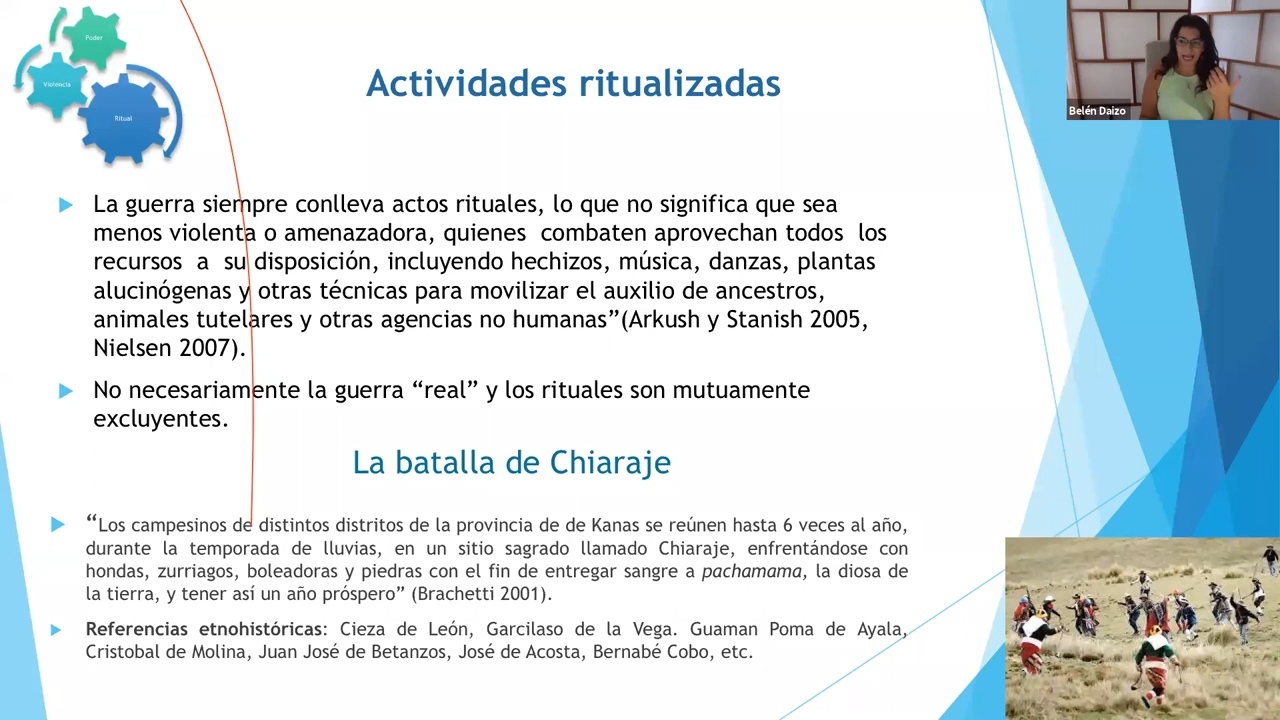 Poder
Violencia
Ritual
Actividades ritualizadas
Belén Daizo
La guerra siempre conlleva actos rituales, lo que no significa que sea
menos violenta o amenazadora, quienes combaten aprovechan todos los
recursos a su disposición, incluyendo hechizos, música, danzas, plantas
alucinógenas y otras técnicas para movilizar el auxilio de ancestros,
animales tutelares y otras agencias no humanas”(Arkush y Stanish 2005,
Nielsen 2007).
No necesariamente la guerra “real” y los rituales son mutuamente
excluyentes.
La batalla de Chiaraje
“Los campesinos de distintos distritos de la provincia de de Kanas se reúnen hasta 6 veces al año,
durante la temporada de lluvias, en un sitio sagrado llamado Chiaraje, enfrentándose con
hondas, zurriagos, boleadoras y piedras con el fin de entregar sangre a pachamama, la diosa de
la tierra, y tener así un año próspero” (Brachetti 2001).
Referencias etnohistóricas: Cieza de León, Garcilaso de la Vega. Guaman Poma de Ayala,
Cristobal de Molina, Juan José de Betanzos, José de Acosta, Bernabé Cobo, etc.